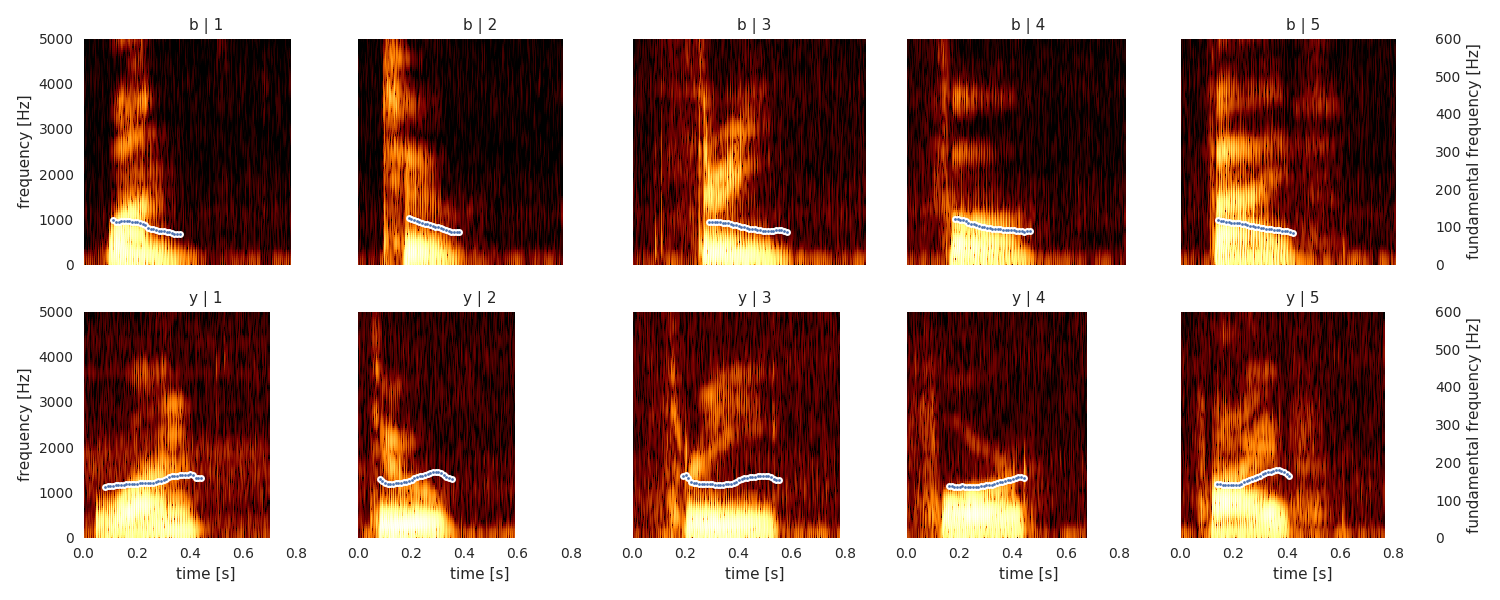 b | 1
b | 2
b | 3
b | 4
b | 5
frequency [Hz]
5000
4000
3000
2000
1000
0
600
500
400
300
200
100
0
fundamental frequency [Hz]
y | 1
y | 2
y | 3
y | 4
y | 5
frequency [Hz]
5000
4000
3000
2000
1000
0
600
500
400
300
200
100
0
fundamental frequency [Hz]
0.0 0.2 0.4 0.6 0.8
0.0 0.2 0.4 0.6 0.8
0.0 0.2 0.4 0.6 0.8
0.0 0.2 0.4 0.6 0.8
0.0 0.2 0.4 0.6 0.8
time [s]
time [s]
time [s]
time [s]
time [s]